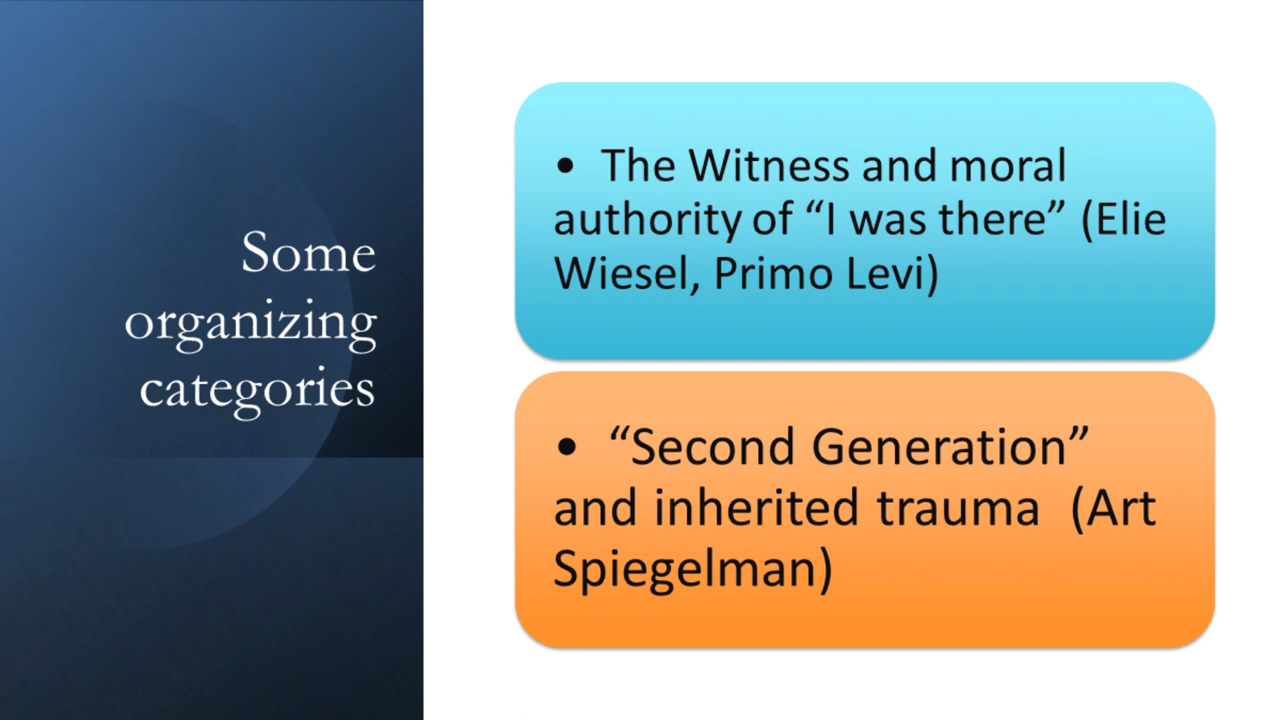 Some
organizing
categories
• The Witness and moral
authority of “I was there” (Elie
Wiesel, Primo Levi)
• “Second Generation”
and inherited trauma  (Art
Spiegelman)